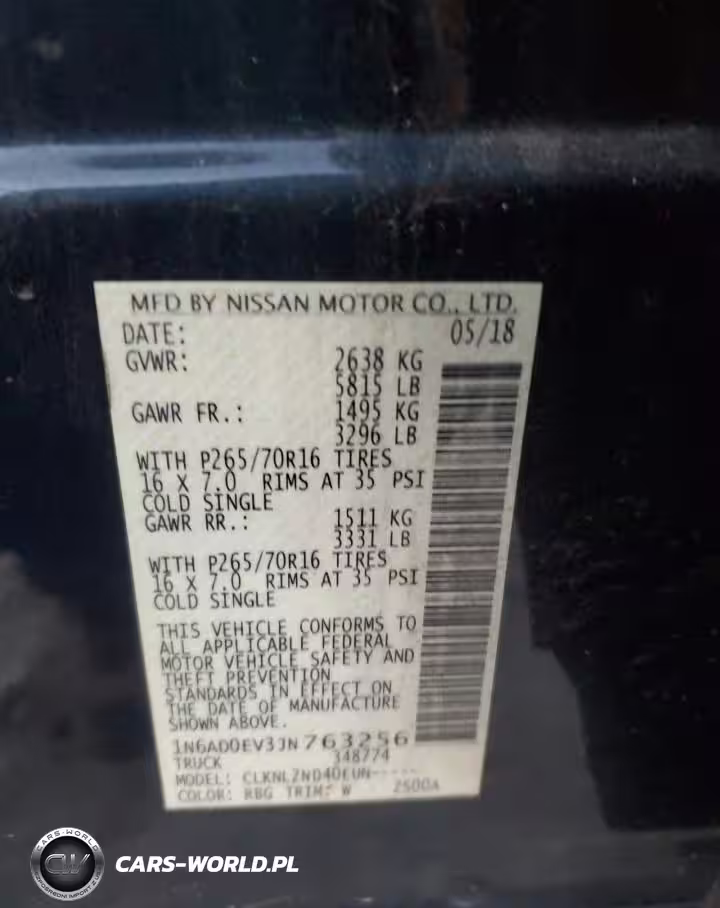 MFD BY NISSAN MOTOR CO., LTD.
DATE: 05/18
GVWR: 2638 KG
5815 LB
GAWR FR.: 1495 KG
3296 LB
WITH P265/70R16 TIRES
16 X 7.0 RIMS AT 35 PSI
COLD SINGLE
GAWR RR.: 1511 KG
3331 LB
WITH P265/70R16 TIRES
16 X 7.0 RIMS AT 35 PSI
COLD SINGLE
THIS VEHICLE CONFORMS TO
ALL APPLICABLE FEDERAL
MOTOR VEHICLE SAFETY AND
THEFT PREVENTION
STANDARDS IN EFFECT ON
THE DATE OF MANUFACTURE
SHOWN ABOVE.
1N6AD0EV3JN763256
TRUCK 348774
MODEL: CLKNLZND40EUN-----
COLOR: RBG TRIM: W 2S00A
CARS-WORLD
CW
CARS-WORLD.PL